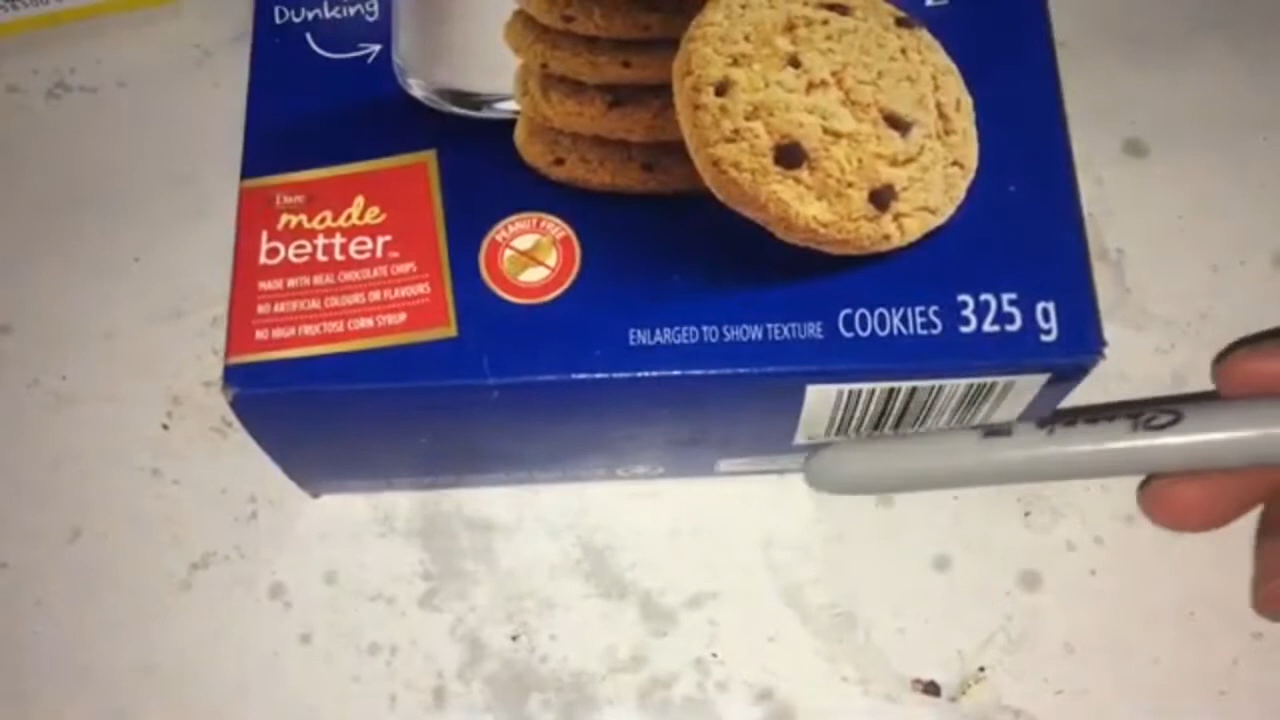 Dunking
Dare
made
better
MADE WITH REAL CHOCOLATE CHIPS
NO ARTIFICIAL COLOURS OR FLAVOURS
NO HIGH FRUCTOSE CORN SYRUP
PEANUT FREE
ENLARGED TO SHOW TEXTURE COOKIES 325 g